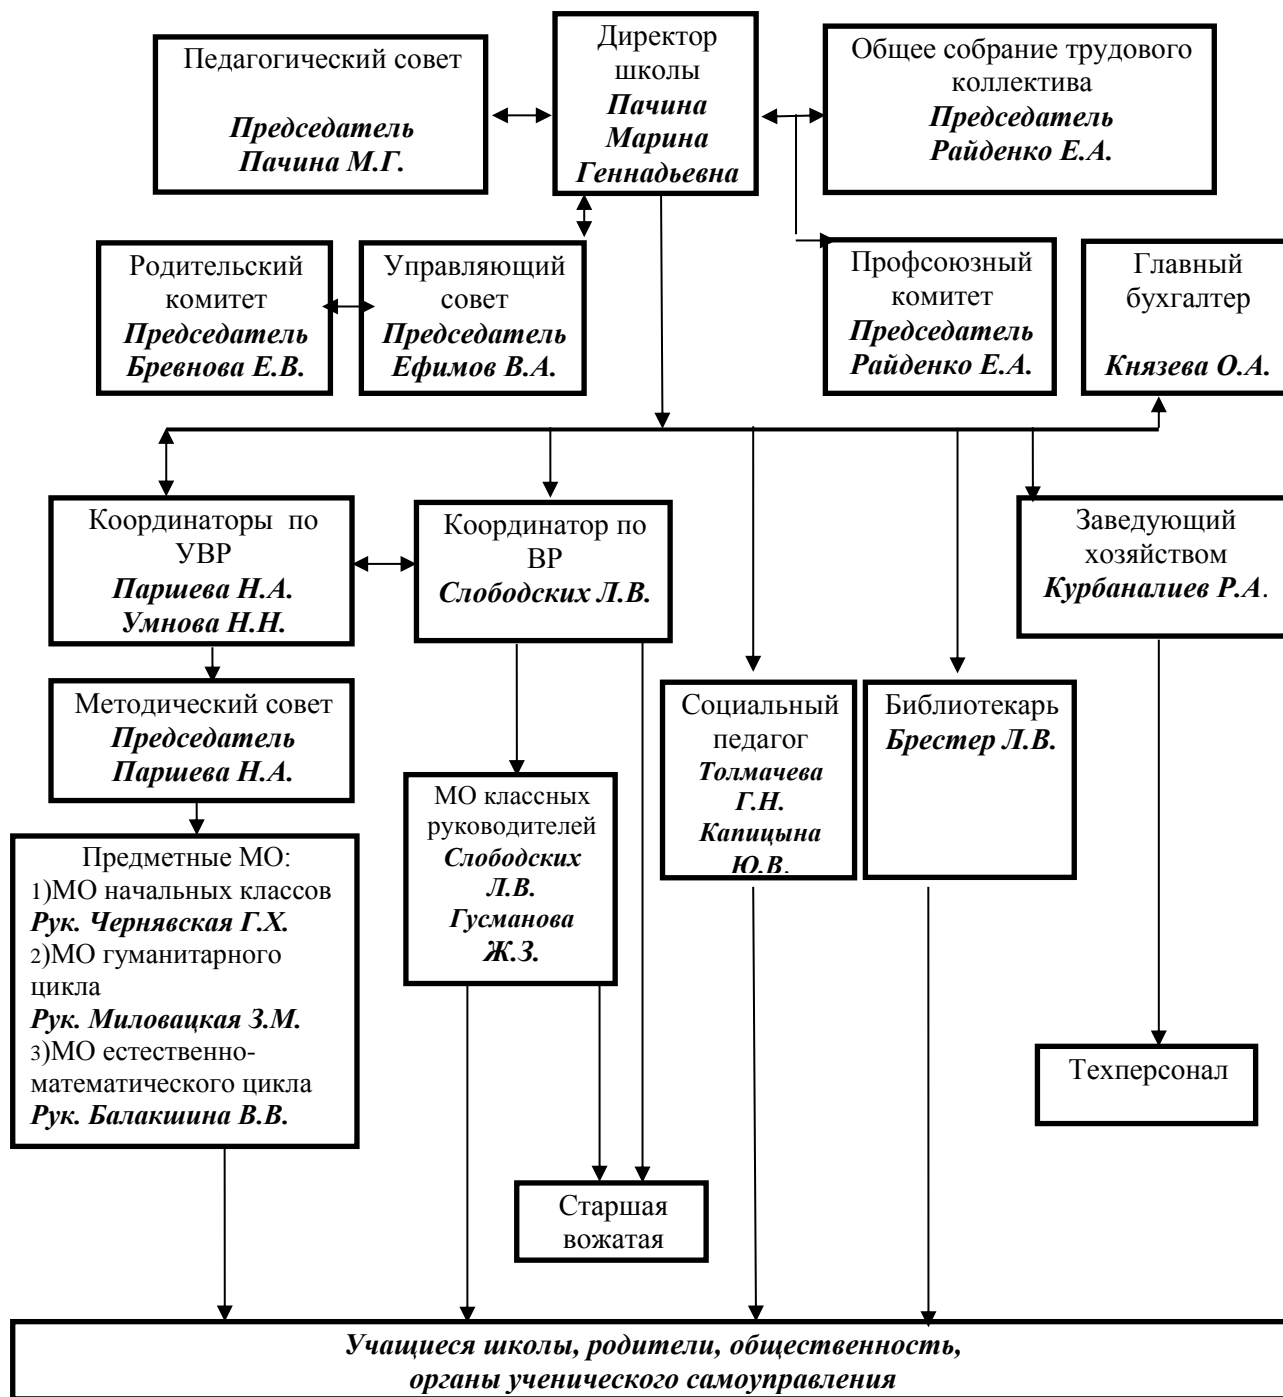 Педагогический совет
Председатель
Пачина М.Г.
Директор
школы
Пачина
Марина
Геннадьевна
Общее собрание трудового
коллектива
Председатель
Райденко Е.А.
Родительский
комитет
Председатель
Бревнова Е.В.
Управляющий
совет
Председатель
Ефимов В.А.
Профсоюзный
комитет
Председатель
Райденко Е.А.
Главный
бухгалтер
Князева О.А.
Координаторы по
УВР
Паршева Н.А.
Умнова Н.Н.
Координатор по
ВР
Слободских Л.В.
Заведующий
хозяйством
Курбаналиев Р.А.
Методический совет
Председатель
Паршева Н.А.
МО классных
руководителей
Слободских
Л.В.
Гусманова
Ж.З.
Социальный
педагог
Толмачева
Г.Н.
Капицына
Ю.В.
Библиотекарь
Брестер Л.В.
Предметные МО:
1)МО начальных классов
Рук. Чернявская Г.Х.
2)МО гуманитарного
цикла
Рук. Миловацкая З.М.
3)МО естественно-
математического цикла
Рук. Балакшина В.В.
Техперсонал
Старшая
вожатая
Учащиеся школы, родители, общественность,
органы ученического самоуправления